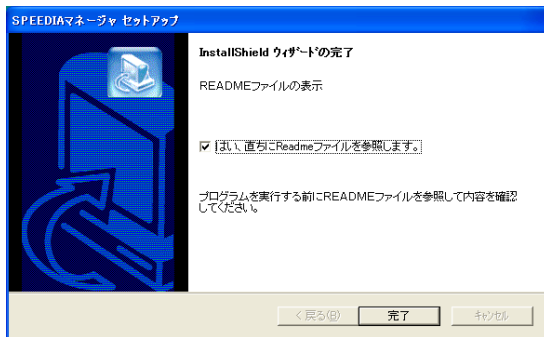 SPEEDIAマネージャ セットアップ
InstallShield ウィザードの完了
READMEファイルの表示
はい、直ちにReadmeファイルを参照します。
プログラムを実行する前にREADMEファイルを参照して内容を確認
してください。
< 戻る(B)
完了
キャンセル